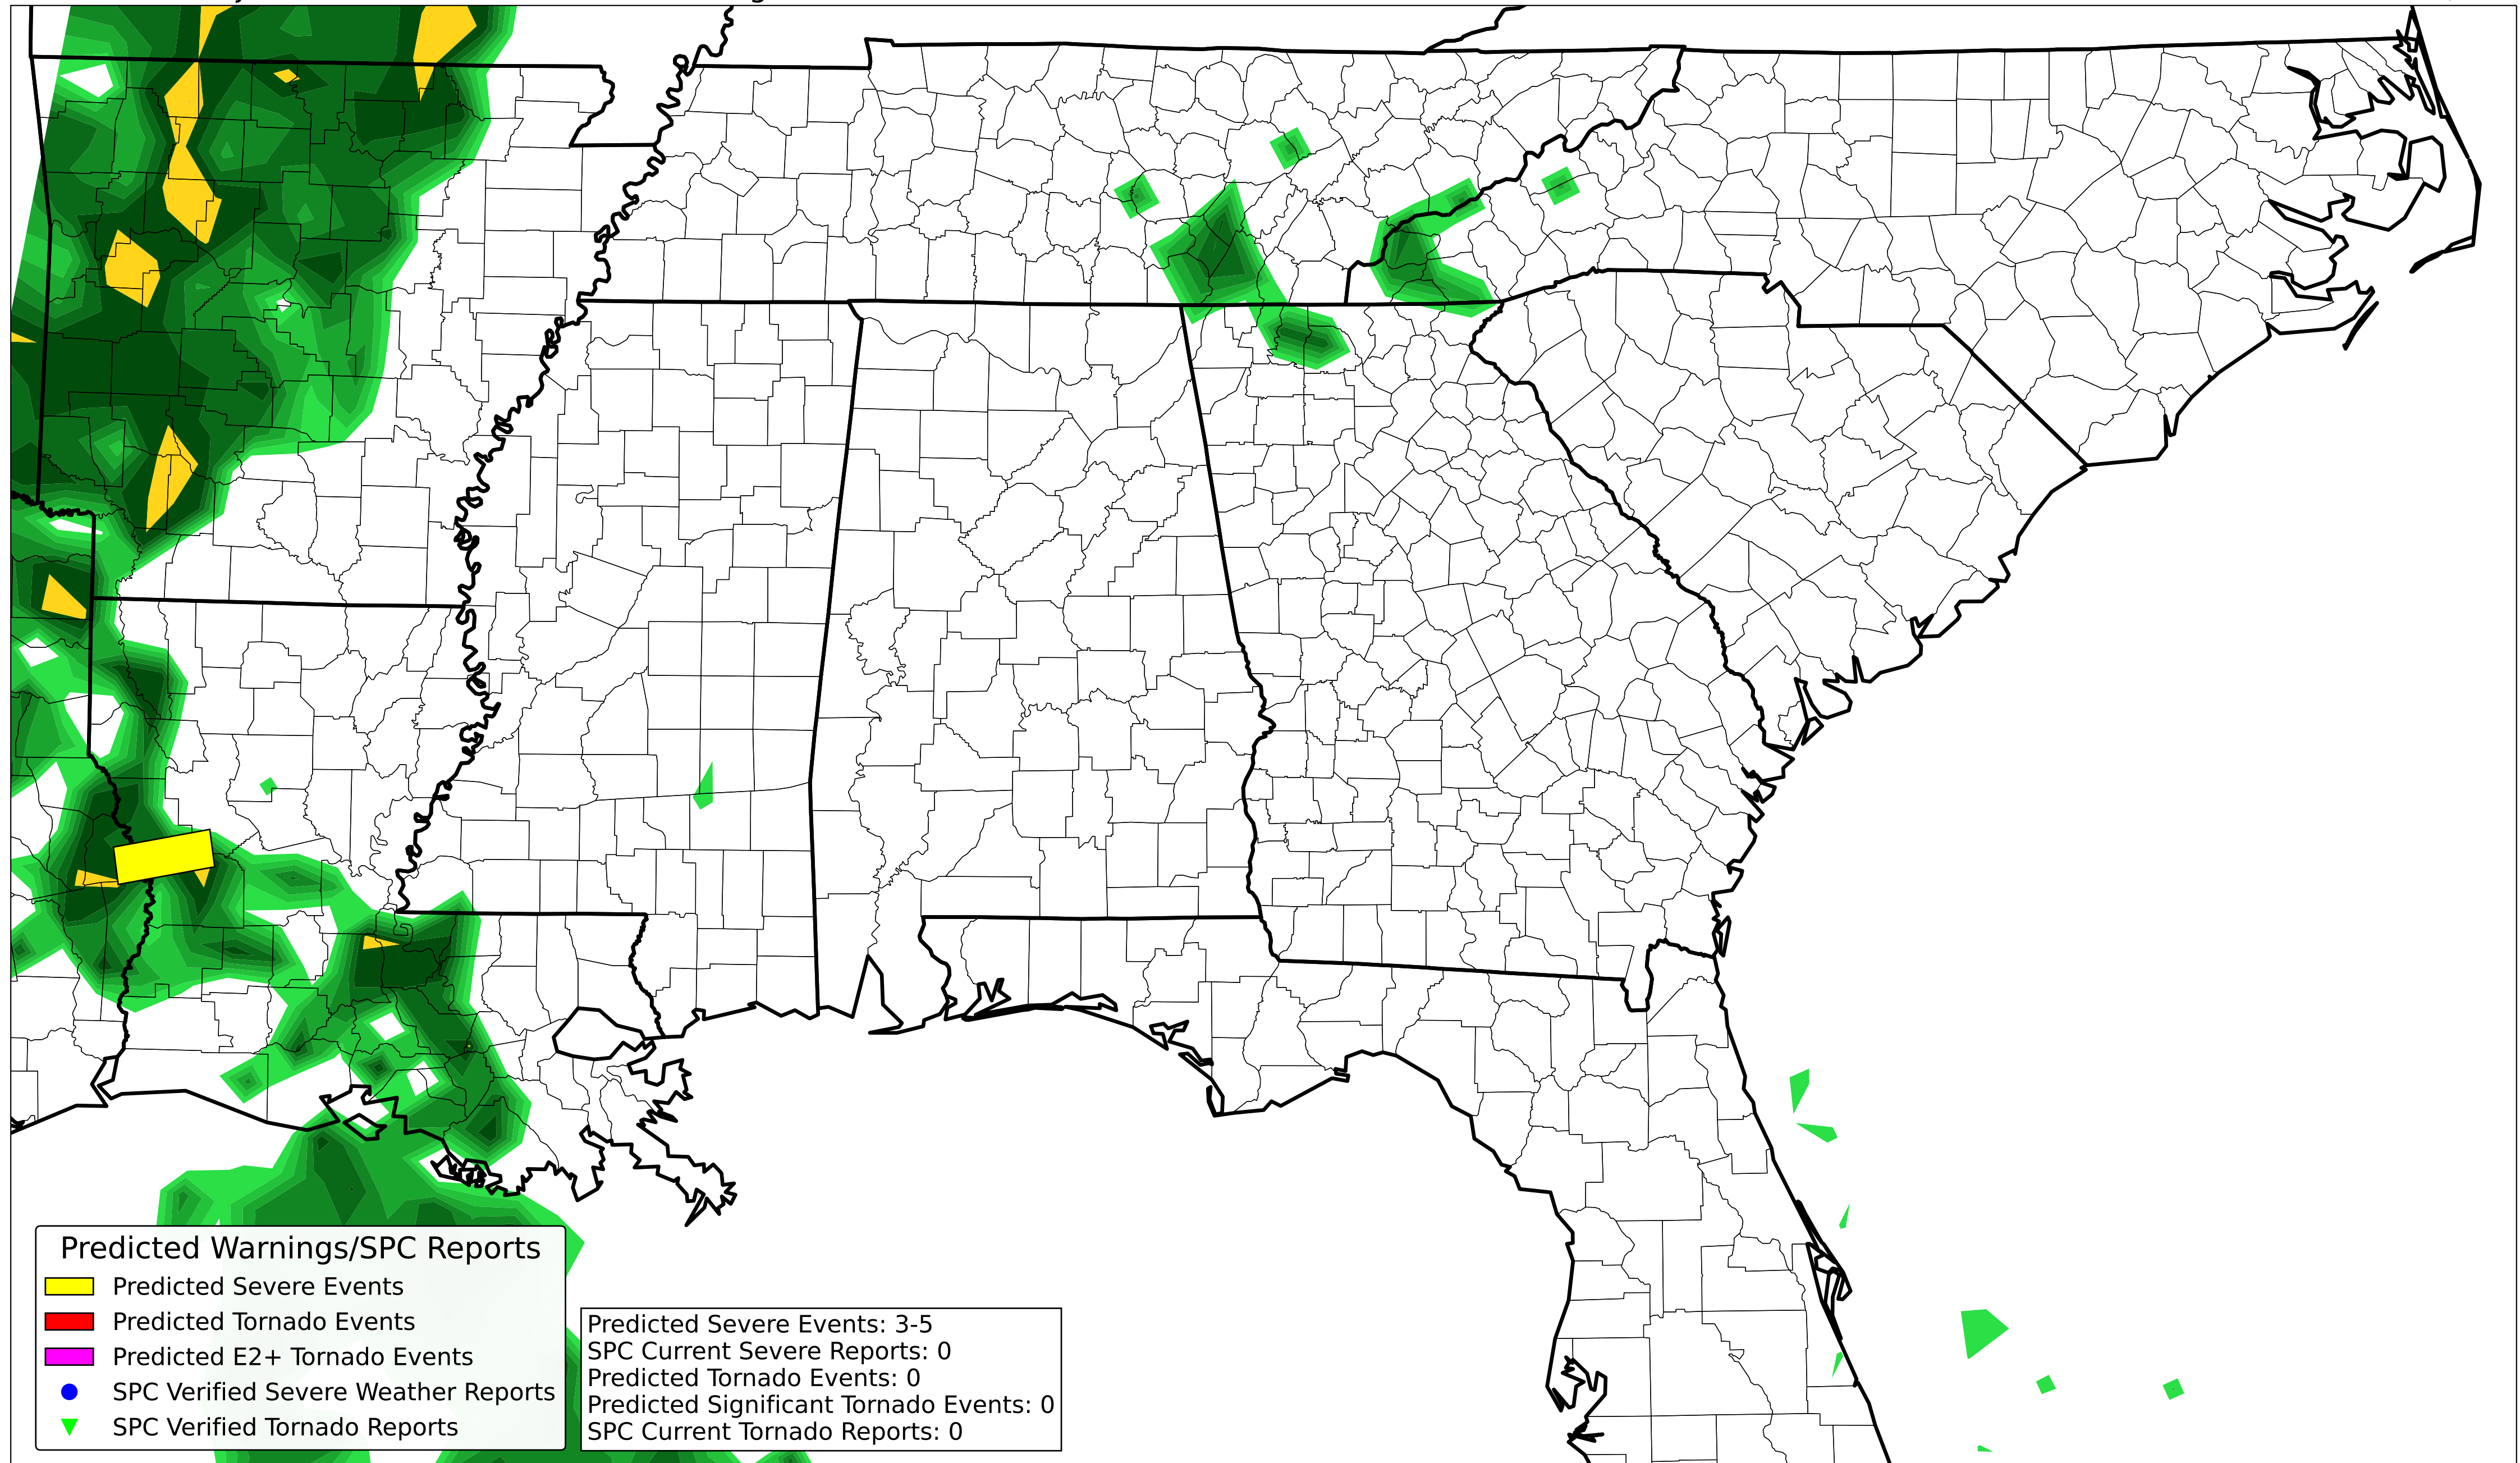 Predicted Warnings/SPC Reports
Predicted Severe Events
Predicted Tornado Events
Predicted E2+ Tornado Events
SPC Verified Severe Weather Reports
SPC Verified Tornado Reports
Predicted Severe Events: 3-5
SPC Current Severe Reports: 0
Predicted Tornado Events: 0
Predicted Significant Tornado Events: 0
SPC Current Tornado Reports: 0